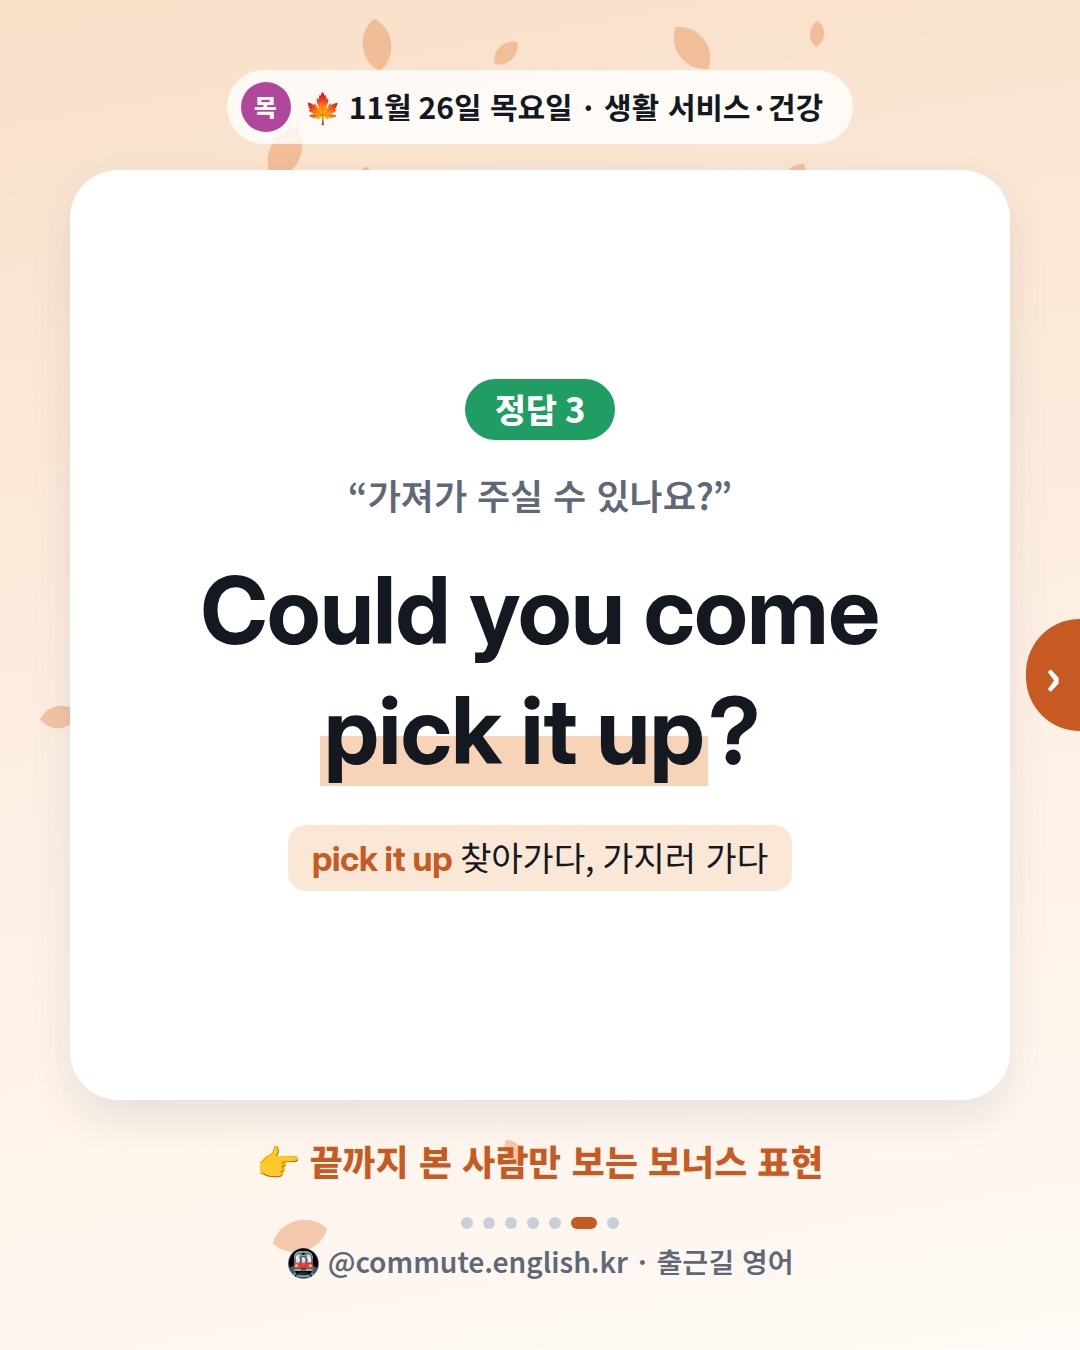 목 🍁 11월 26일 목요일 · 생활 서비스·건강
정답 3
“가져가 주실 수 있나요?”
Could you come
pick it up?
pick it up 찾아가다, 가지러 가다
›
👉 끝까지 본 사람만 보는 보너스 표현
🚇 @commute.english.kr · 출근길 영어